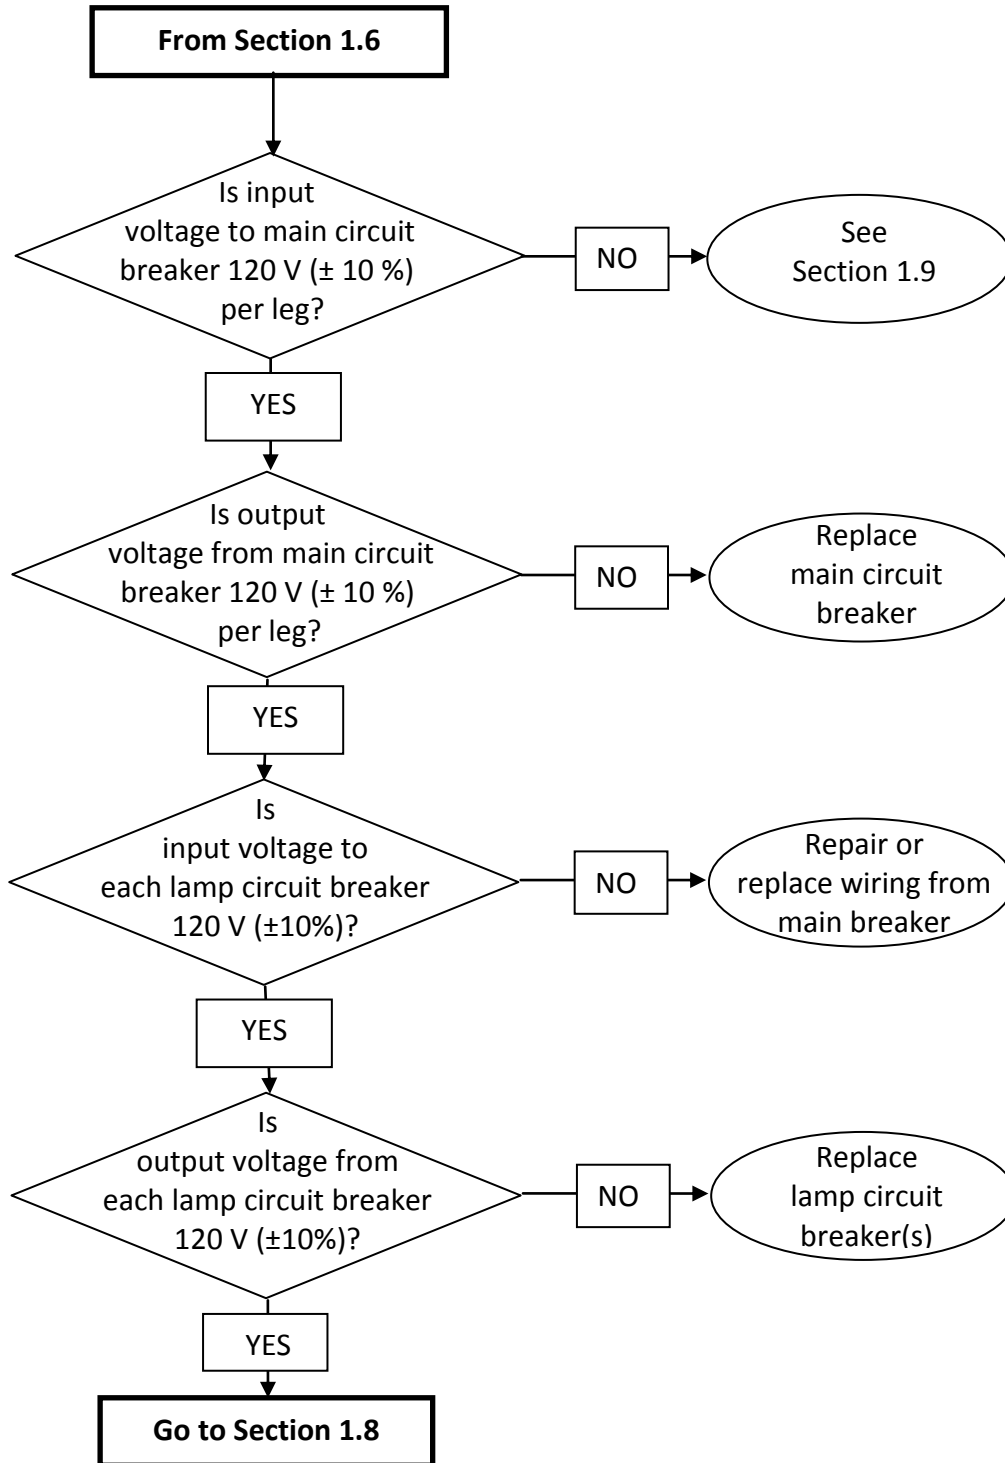 From Section 1.6
Is input
voltage to main circuit
breaker 120 V (± 10 %)
per leg?
NO
See
Section 1.9
YES
Is output
voltage from main circuit
breaker 120 V (± 10 %)
per leg?
NO
Replace
main circuit
breaker
YES
Is
input voltage to
each lamp circuit breaker
120 V (±10%)?
NO
Repair or
replace wiring from
main breaker
YES
Is
output voltage from
each lamp circuit breaker
120 V (±10%)?
NO
Replace
lamp circuit
breaker(s)
YES
Go to Section 1.8